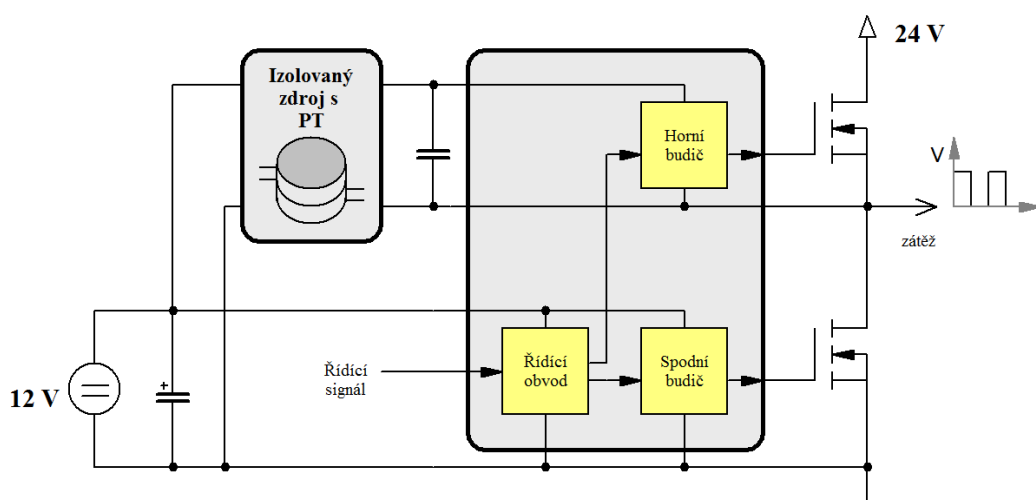 Izolovaný
zdroj s
PT
24 V
Horní
budič
V
zátěž
Řídící
signál
Řídící
obvod
Spodní
budič
12 V
+